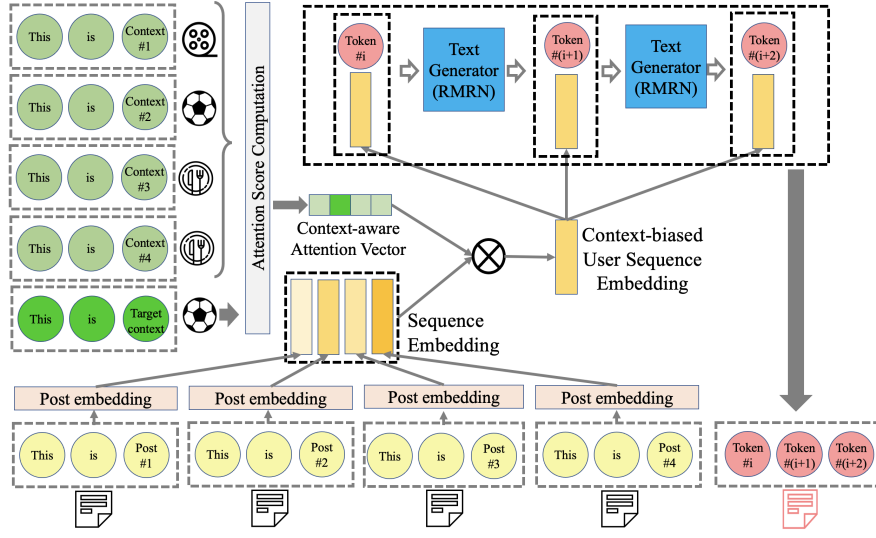 This is Context
#1
This is Context
#2
This is Context
#3
This is Context
#4
This is Target
context
Attention Score Computation
Token
#i
Text
Generator
(RMRN)
Token
#(i+1)
Text
Generator
(RMRN)
Token
#(i+2)
Context-aware
Attention Vector
Context-biased
User Sequence
Embedding
Sequence
Embedding
Post embedding
Post embedding
Post embedding
Post embedding
This is Post
#1
This is Post
#2
This is Post
#3
This is Post
#4
Token
#i
Token
#(i+1)
Token
#(i+2)